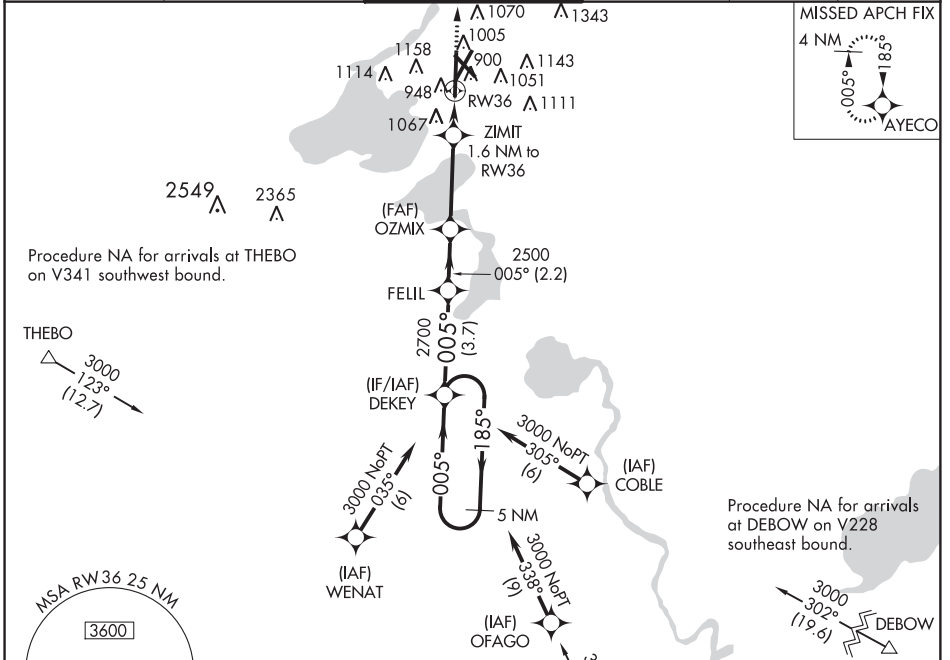 1070
1343
1005
1158
900
1143
1114
1051
948
RW36
1111
1067
ZIMIT
1.6 NM to
RW36
MISSED APCH FIX
4 NM
005°
185°
AYECO
2549
2365
(FAF)
OZMIX
Procedure NA for arrivals at THEBO
on V341 southwest bound.
2500
005° (2.2)
FELIL
THEBO
3000
123°
(12.7)
2700
005°
(3.7)
(IF/IAF)
DEKEY
185°
005°
5 NM
3000 NoPT
305°
(6)
(IAF)
COBLE
3000 NoPT
035°
(6)
(IAF)
WENAT
Procedure NA for arrivals
at DEBOW on V228
southeast bound.
3000 NoPT
338°
(9)
(IAF)
OFAGO
MSA RW36 25 NM
3600
3000
302°
(19.6)
DEBOW